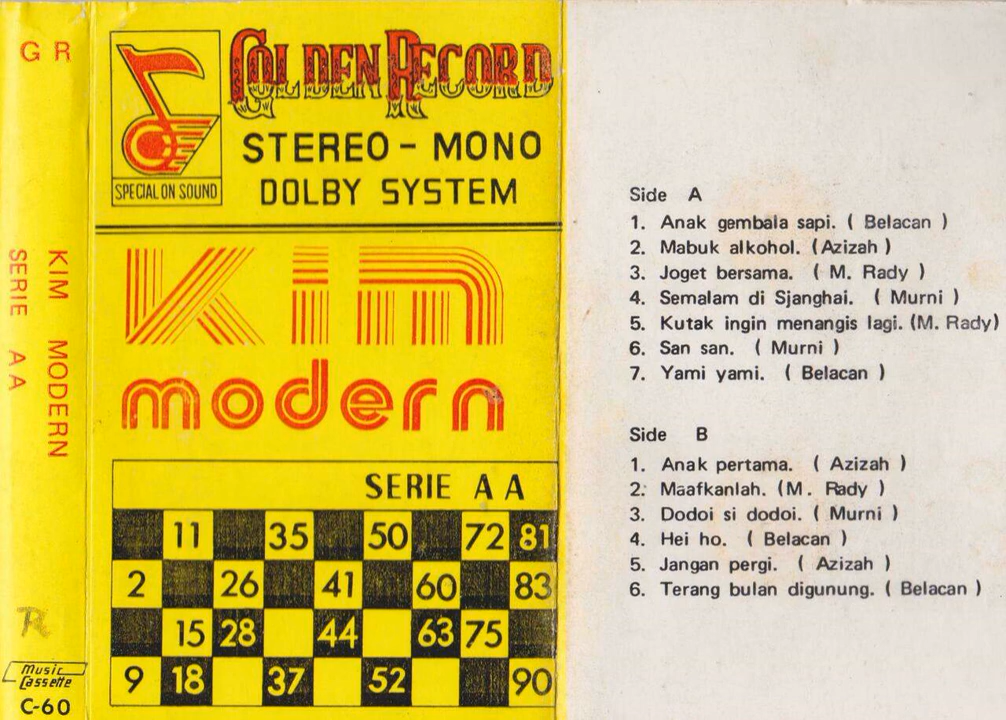 G R
KIM MODERN
SERIE AA
Music
Cassette
C-60
SPECIAL ON SOUND
GOLDEN RECORD
STEREO - MONO
DOLBY SYSTEM
kim
modern
SERIE AA
11 35 50 72 81
2 26 41 60 83
15 28 44 63 75
9 18 37 52 90
Side A
1. Anak gembala sapi. ( Belacan )
2. Mabuk alkohol. (Azizah )
3. Joget bersama. ( M. Rady )
4. Semalam di Sjanghai. ( Murni )
5. Kutak ingin menangis lagi. (M. Rady)
6. San san. ( Murni )
7. Yami yami. ( Belacan )
Side B
1. Anak pertama. ( Azizah )
2. Maafkanlah. (M. Rady )
3. Dodoi si dodoi. ( Murni )
4. Hei ho. ( Belacan )
5. Jangan pergi. ( Azizah )
6. Terang bulan digunung. ( Belacan )